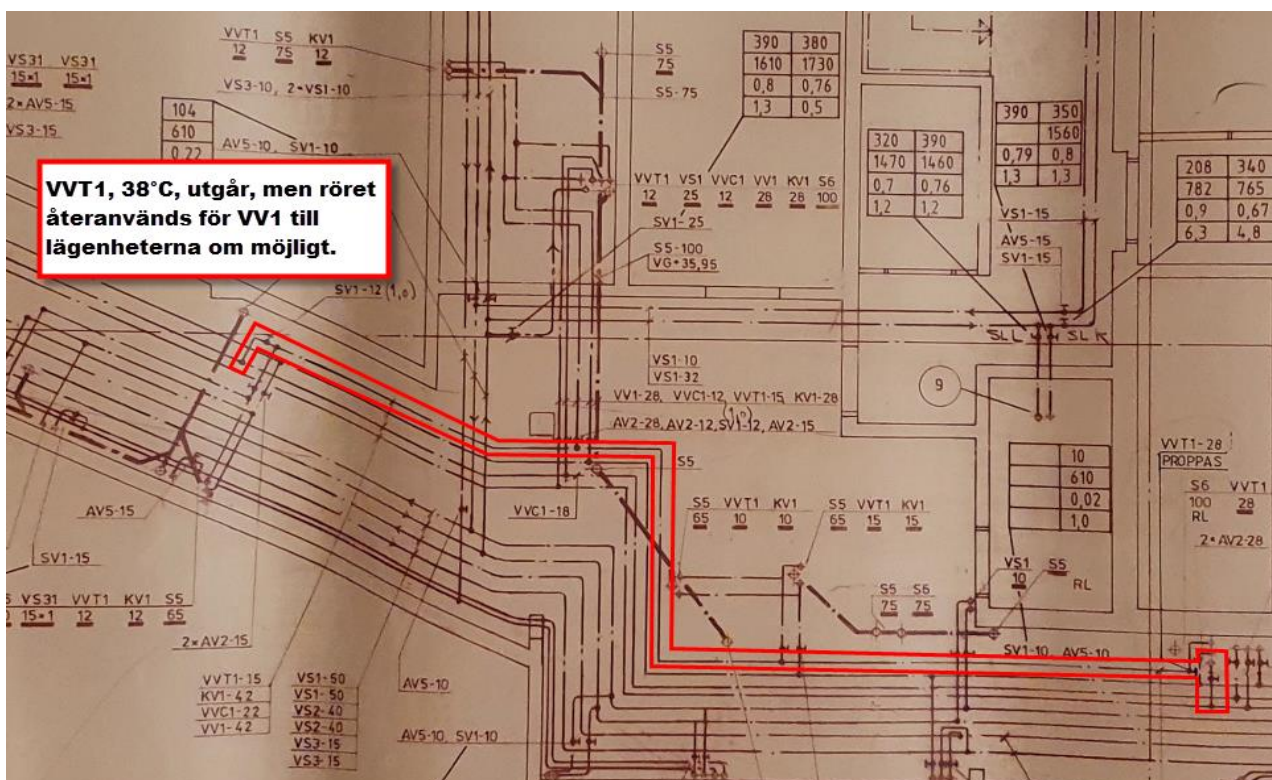 VVT1 S5 KV1
12 75 12
VS31 VS31
15×1 15×1
2×AV5-15
VS3-15
VS3-10, 2×VS1-10
104
610
0,22
AV5-10, SV1-10
VVT1, 38°C, utgår, men röret
återanvänds för VV1 till
lägenheterna om möjligt.
S5
75
S5-75
390 380
1610 1730
0,8 0,76
1,3 0,5
VVT1 VS1 VVC1 VV1 KV1 S6
12 25 12 28 28 100
SV1-25
S5-100
VG+35,95
320 390
1470 1460
0,7 0,76
1,2 1,2
390 350
1560
0,79 0,8
1,3 1,3
VS1-15
AV5-15
SV1-15
208 340
782 765
0,9 0,67
6,3 4,8
SV1-12 (1,0)
SLL SL
VS1-10
VS1-32
9
VV1-28, VVC1-12, VVT1-15, KV1-28
(1,0)
AV2-28, AV2-12, SV1-12, AV2-15
S5
VVC1-18
S5 VVT1 KV1
65 10 10
S5 VVT1 KV1
65 15 15
10
610
0,02
1,0
VVT1-28
PROPPAS
S6 VVT1
100 28
RL
2×AV2-28
AV5-15
SV1-15
VS31 VVT1 KV1 S5
15×1 12 12 65
2×AV2-15
VS1
10
S5
RL
S5 S6
75 75
SV1-10, AV5-10
VVT1-15
KV1-42
VVC1-22
VV1-42
VS1-50
VS1-50
VS2-40
VS2-40
VS3-15
VS3-15
AV5-10
AV5-10, SV1-10